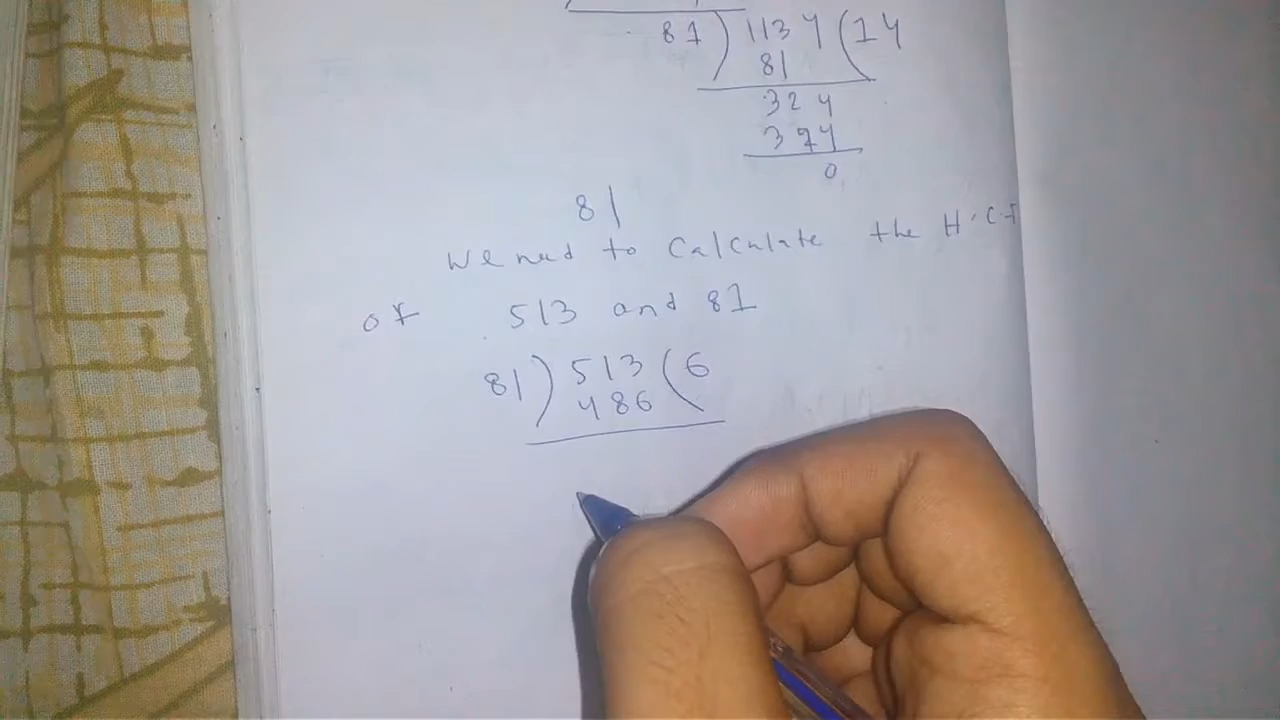 81 ) 1134 ( 14
81
324
324
0
81
We need to Calculate the H.C.F
of 513 and 81
81 ) 513 ( 6
486